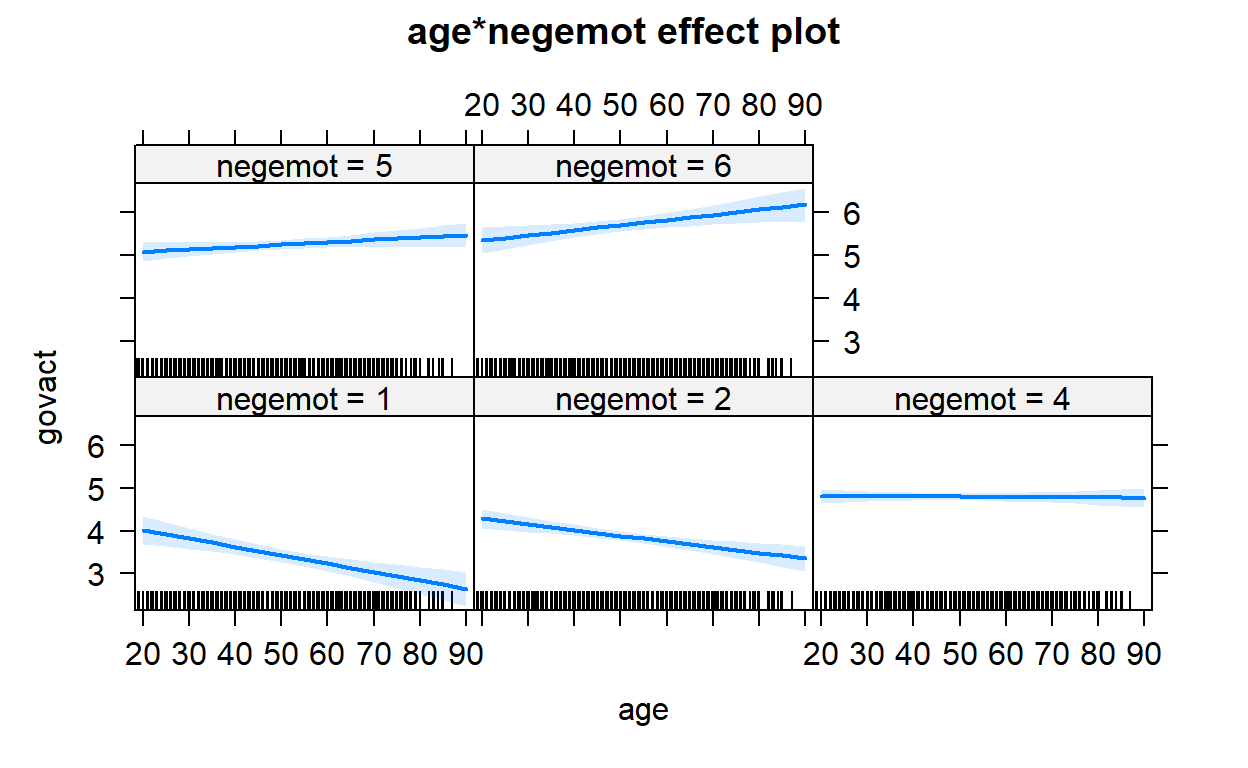 age*negemot effect plot
20 30 40 50 60 70 80 90
negemot = 5
negemot = 6
6
5
4
3
govact
negemot = 1
negemot = 2
negemot = 4
6
5
4
3
20 30 40 50 60 70 80 90
20 30 40 50 60 70 80 90
age